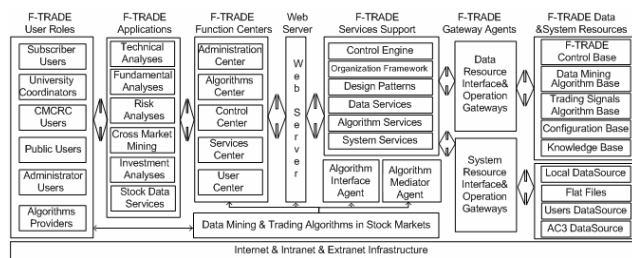 F-TRADE
User Roles
Subscriber
Users
University
Coordinators
CMCRC
Users
Public Users
Administrator
Users
Algorithms
Providers
F-TRADE
Applications
Technical
Analyses
Fundamental
Analyses
Risk
Analyses
Cross Market
Mining
Investment
Analyses
Stock Data
Services
F-TRADE
Function Centers
Administration
Center
Algorithms
Center
Control
Center
Services
Center
User
Center
Web
Server
W
e
b
S
e
r
v
e
r
F-TRADE
Services Support
Control Engine
Organization Framework
Design Patterns
Data Services
Algorithm Services
System Services
Algorithm
Interface
Agent
Algorithm
Mediator
Agent
F-TRADE
Gateway Agents
Data
Resource
Interface&
Operation
Gateways
System
Resource
Interface&
Operation
Gateways
F-TRADE Data
&System Resources
F-TRADE
Control Base
Data Mining
Algorithm Base
Trading Signals
Algorithm Base
Configuration Base
Knowledge Base
Local DataSource
Flat Files
Users DataSource
AC3 DataSource
Data Mining & Trading Algorithms in Stock Markets
Internet & Intranet & Extranet Infrastructure